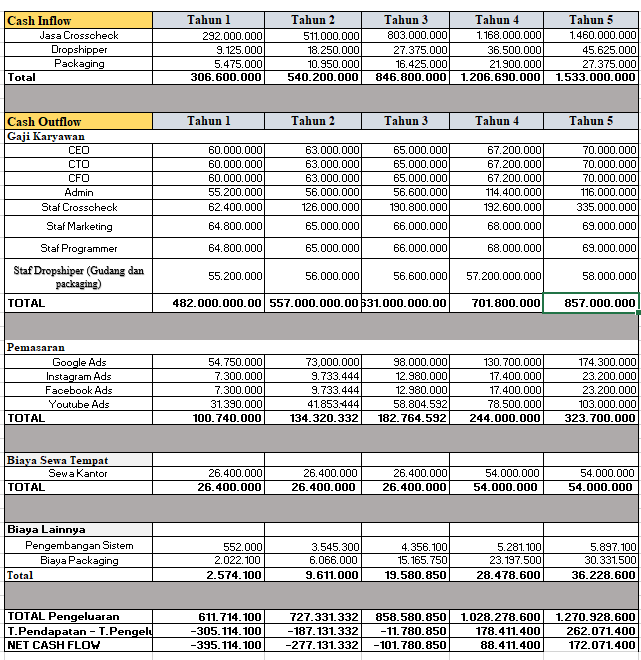 Cash Inflow Tahun 1 Tahun 2 Tahun 3 Tahun 4 Tahun 5
Jasa Crosscheck 292.000.000 511.000.000 803.000.000 1.168.000.000 1.460.000.000
Dropshipper 9.125.000 18.250.000 27.375.000 36.500.000 45.625.000
Packaging 5.475.000 10.950.000 16.425.000 21.900.000 27.375.000
Total 306.600.000 540.200.000 846.800.000 1.206.690.000 1.533.000.000
Cash Outflow Tahun 1 Tahun 2 Tahun 3 Tahun 4 Tahun 5
Gaji Karyawan
CEO 60.000.000 63.000.000 65.000.000 67.200.000 70.000.000
CTO 60.000.000 63.000.000 65.000.000 67.200.000 70.000.000
CFO 60.000.000 63.000.000 65.000.000 67.200.000 70.000.000
Admin 55.200.000 56.000.000 56.600.000 114.400.000 116.000.000
Staf Crosscheck 62.400.000 126.000.000 190.800.000 192.600.000 335.000.000
Staf Marketing 64.800.000 65.000.000 66.000.000 68.000.000 69.000.000
Staf Programmer 64.800.000 65.000.000 66.000.000 68.000.000 69.000.000
Staf Dropshiper (Gudang dan
packaging) 55.200.000 56.000.000 56.600.000 57.200.00.000 58.000.000
TOTAL 482.000.000.00 557.000.000.00 631.000.000.00 701.800.000 857.000.000
Pemasaran
Google Ads 54.750.000 73,000.000 98.000.000 130.700.000 174.300.000
Instagram Ads 7.300.000 9.733.444 12.980.000 17.400.000 23.200.000
Facebook Ads 7.300.000 9.733.444 12.980.000 17.400.000 23.200.000
Youtube Ads 31.390.000 41.853.444 58.804.592 78.500.000 103.000.000
TOTAL 100.740.000 134.320.332 182.764.592 244.000.000 323.700.000
Biaya Sewa Tempat
Sewa Kantor 26.400.000 26.400.000 26.400.000 54.000.000 54.000.000
TOTAL 26.400.000 26.400.000 26.400.000 54.000.000 54.000.000
Biaya Lainnya
Pengembangan Sistem 552.000 3.545.300 4.356.100 5.281.100 5.897.100
Biaya Packaging 2.022.100 6.066.000 15.165.750 23.197.500 30.331.500
Total 2.574.100 9.611.000 19.580.850 28.478.600 36.228.600
TOTAL Pengeluaran 611.714.100 727.331.332 858.580.850 1.028.278.600 1.270.928.600
T.Pendapatan - T.Pengelu -305.114.100 -187.131.332 -11.780.850 178.411.400 262.071.400
NET CASH FLOW -395.114.100 -277.131.332 -101.780.850 88.411.400 172.071.400